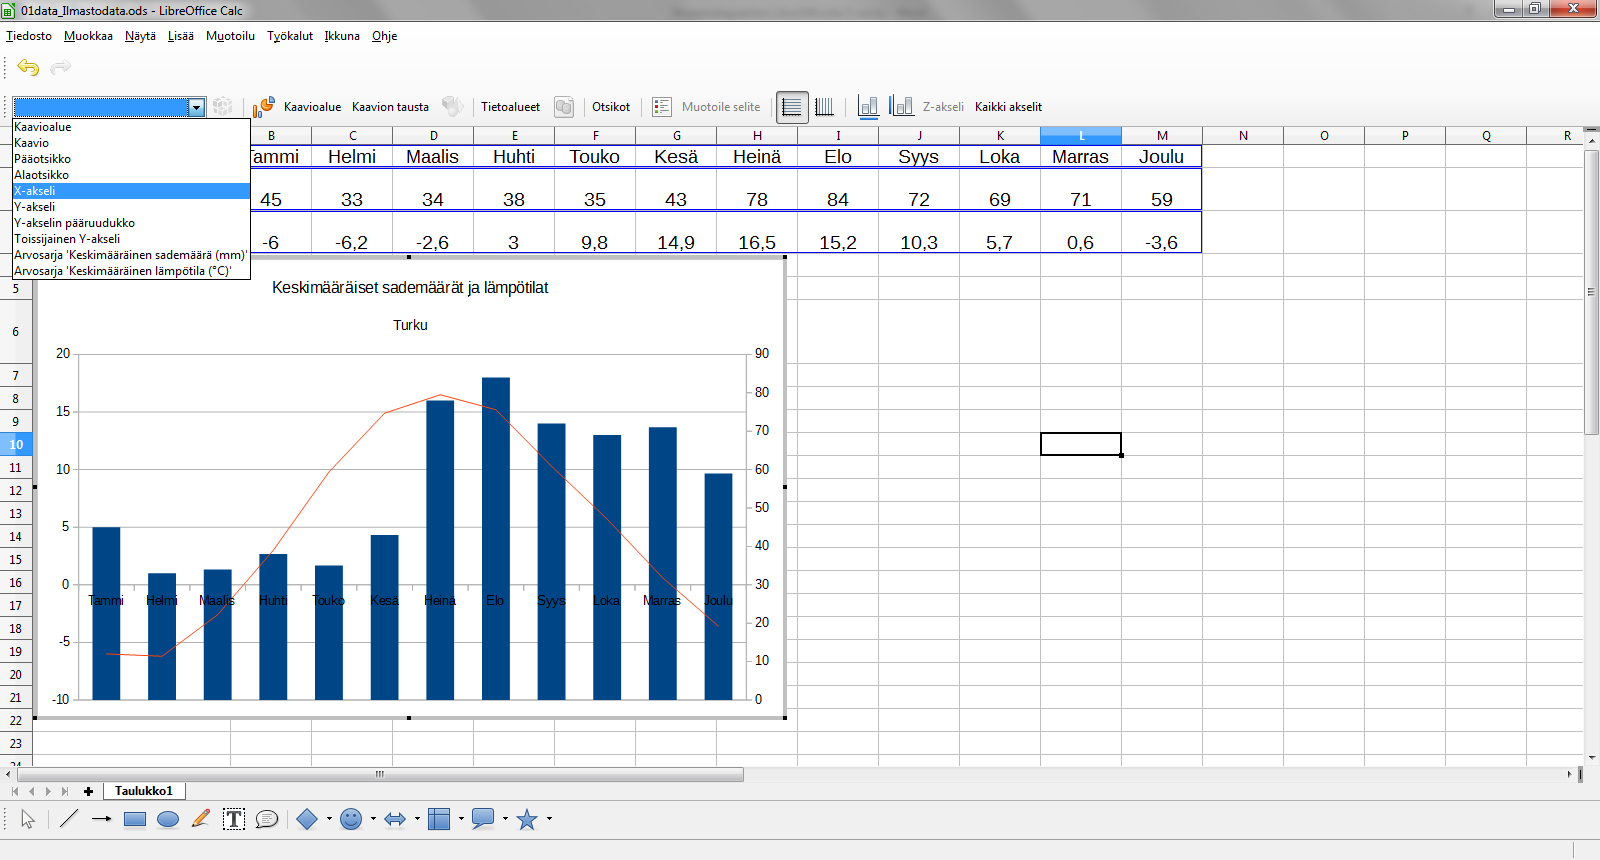 01data_Ilmastodata.ods - LibreOffice Calc
Tiedosto Muokkaa Näytä Lisää Muotoilu Työkalut Ikkuna Ohje
Kaavioalue Kaavion tausta Tietoalueet Otsikot Muotoile selite Z-akseli Kaikki akselit
Kaavioalue
Kaavio
Pääotsikko
Alaotsikko
X-akseli
Y-akseli
Y-akselin pääruudukko
Toissijainen Y-akseli
Arvosarja 'Keskimääräinen sademäärä (mm)'
Arvosarja 'Keskimääräinen lämpötila (°C)'
B C D E F G H I J K L M N O P Q R
Tammi Helmi Maalis Huhti Touko Kesä Heinä Elo Syys Loka Marras Joulu
45 33 34 38 35 43 78 84 72 69 71 59
-6 -6,2 -2,6 3 9,8 14,9 16,5 15,2 10,3 5,7 0,6 -3,6
5
6
7
8
9
10
11
12
13
14
15
16
17
18
19
20
21
22
23
24
Keskimääräiset sademäärät ja lämpötilat
Turku
20
15
10
5
0
-5
-10
90
80
70
60
50
40
30
20
10
0
Tammi Helmi Maalis Huhti Touko Kesä Heinä Elo Syys Loka Marras Joulu
Taulukko1
T